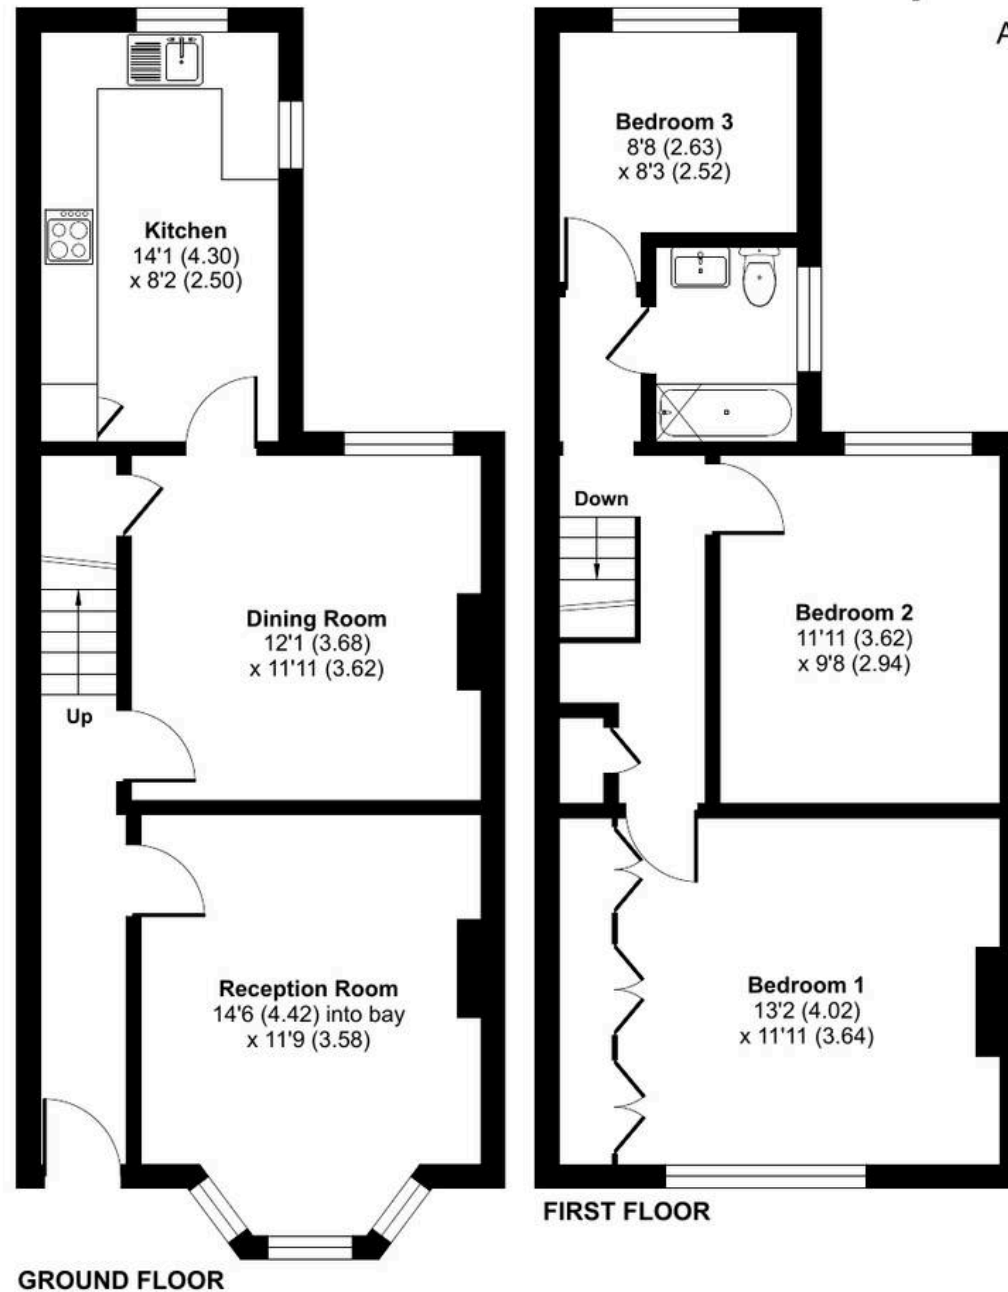 A
Kitchen
14'1 (4.30)
x 8'2 (2.50)
Dining Room
12'1 (3.68)
x 11'11 (3.62)
Up
Reception Room
14'6 (4.42) into bay
x 11'9 (3.58)
GROUND FLOOR
Bedroom 3
8'8 (2.63)
x 8'3 (2.52)
Down
Bedroom 2
11'11 (3.62)
x 9'8 (2.94)
Bedroom 1
13'2 (4.02)
x 11'11 (3.64)
FIRST FLOOR